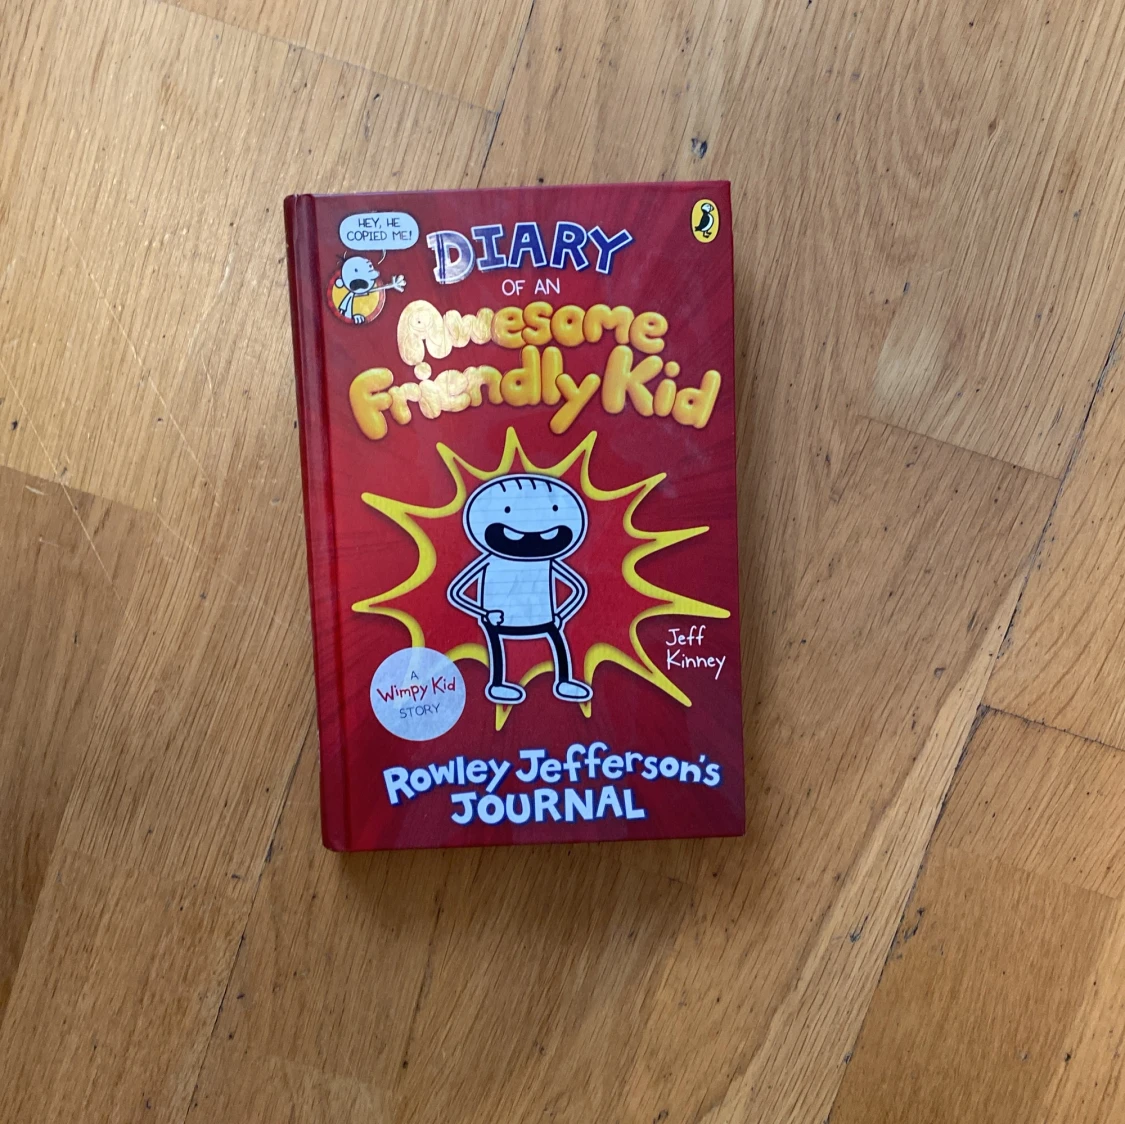 HEY, HE
COPIED ME!
DIARY
OF AN
Awesome
Friendly Kid
Jeff
Kinney
A
Wimpy Kid
STORY
Rowley Jefferson's
JOURNAL